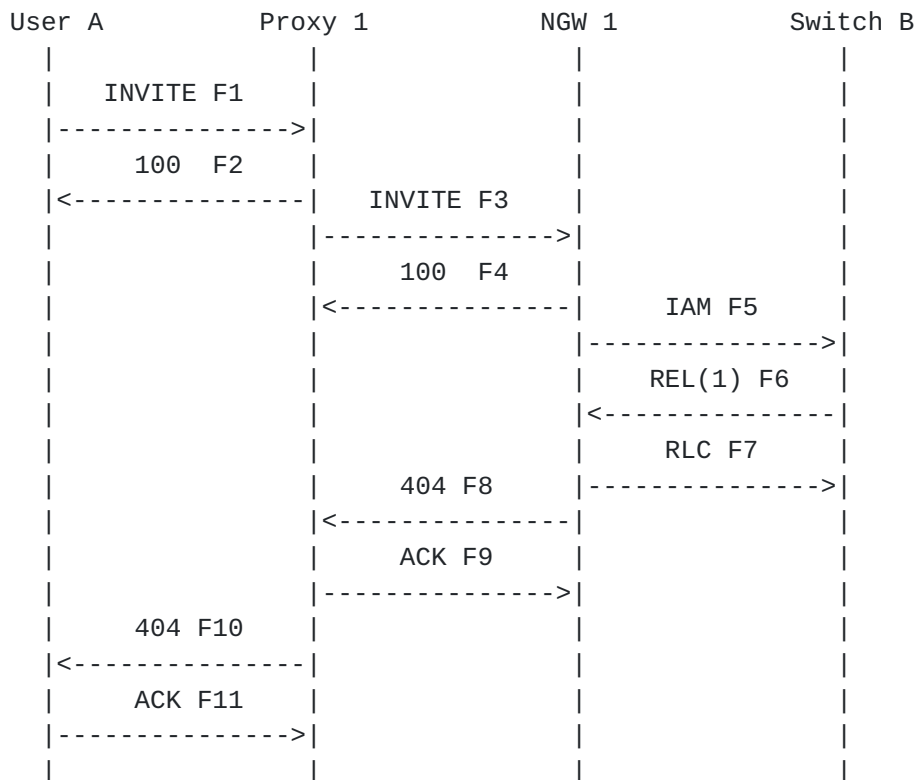 User A Proxy 1 NGW 1 Switch B
INVITE F1
100 F2
INVITE F3
100 F4
IAM F5
REL(1) F6
RLC F7
404 F8
ACK F9
404 F10
ACK F11